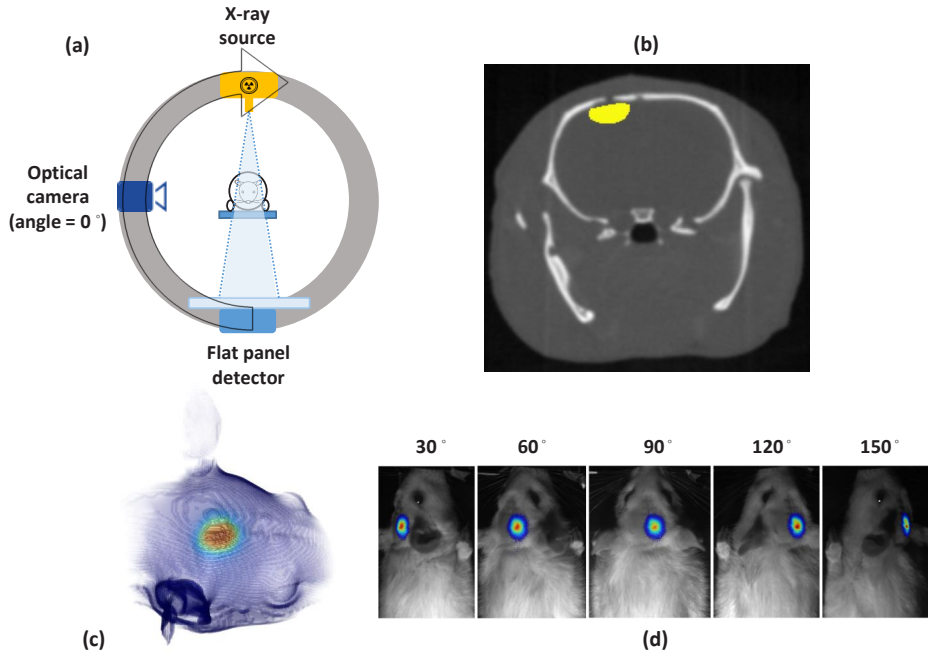 (a)
X-ray
source
Optical
camera
(angle = 0 °)
Flat panel
detector
(b)
(c)
30 °
60 °
90 °
120 °
150 °
(d)